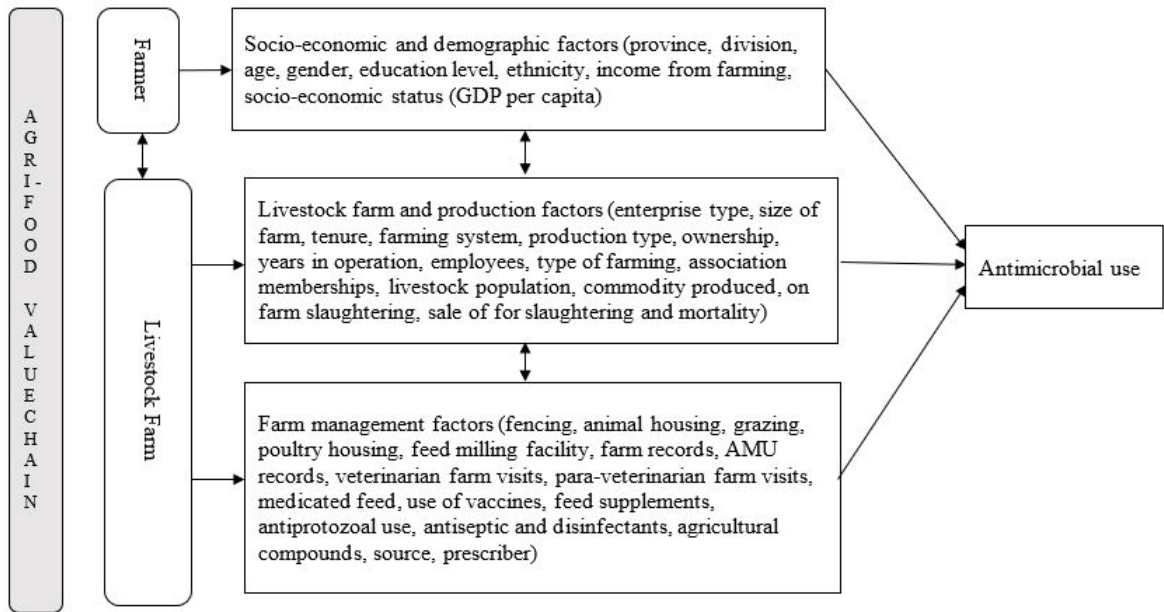 AGRI-FOOD VALUECHAIN
Farmer
Socio-economic and demographic factors (province, division,
age, gender, education level, ethnicity, income from farming,
socio-economic status (GDP per capita)
Livestock Farm
Livestock farm and production factors (enterprise type, size of
farm, tenure, farming system, production type, ownership,
years in operation, employees, type of farming, association
memberships, livestock population, commodity produced, on
farm slaughtering, sale of for slaughtering and mortality)
Antimicrobial use
Farm management factors (fencing, animal housing, grazing,
poultry housing, feed milling facility, farm records, AMU
records, veterinarian farm visits, para-veterinarian farm visits,
medicated feed, use of vaccines, feed supplements,
antiprotozoal use, antiseptic and disinfectants, agricultural
compounds, source, prescriber)